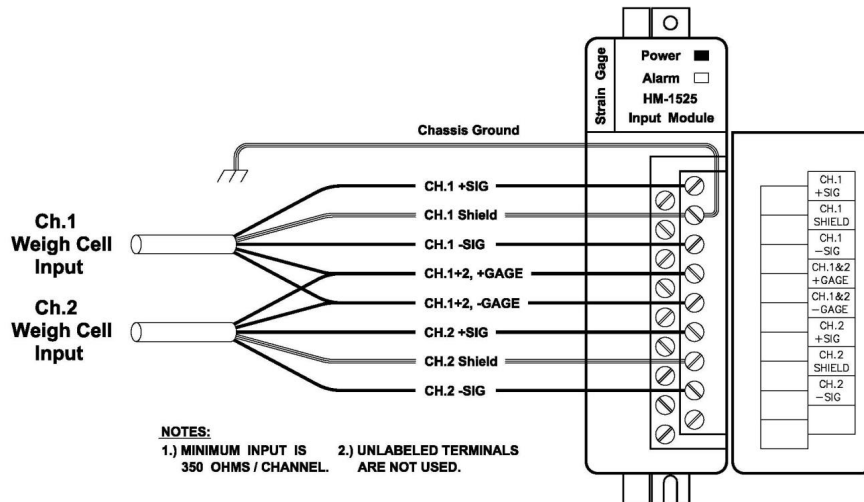 Strain Gage
Power
Alarm
HM-1525
Input Module
Chassis Ground
Ch.1
Weigh Cell
Input
Ch.2
Weigh Cell
Input
CH.1 +SIG
CH.1 Shield
CH.1 -SIG
CH.1+2, +GAGE
CH.1+2, -GAGE
CH.2 +SIG
CH.2 Shield
CH.2 -SIG
CH.1
+SIG
CH.1
SHIELD
CH.1
−SIG
CH.1&2
+GAGE
CH.1&2
−GAGE
CH.2
+SIG
CH.2
SHIELD
CH.2
−SIG
NOTES:
1.) MINIMUM INPUT IS
350 OHMS / CHANNEL.
2.) UNLABELED TERMINALS
ARE NOT USED.